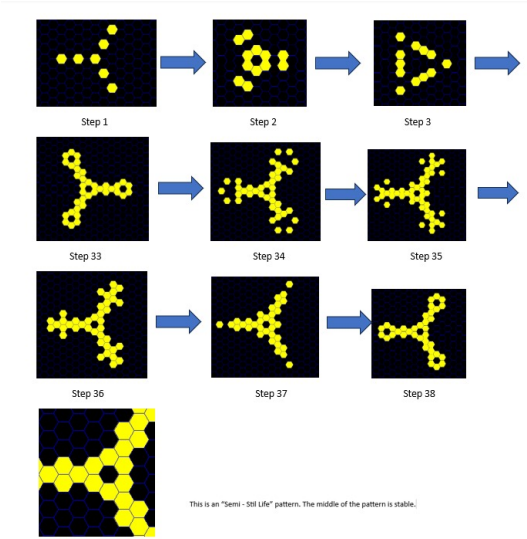 Step 1
Step 2
Step 3
Step 33
Step 34
Step 35
Step 36
Step 37
Step 38
This is an "Semi - Stil Life" pattern. The middle of the pattern is stable.